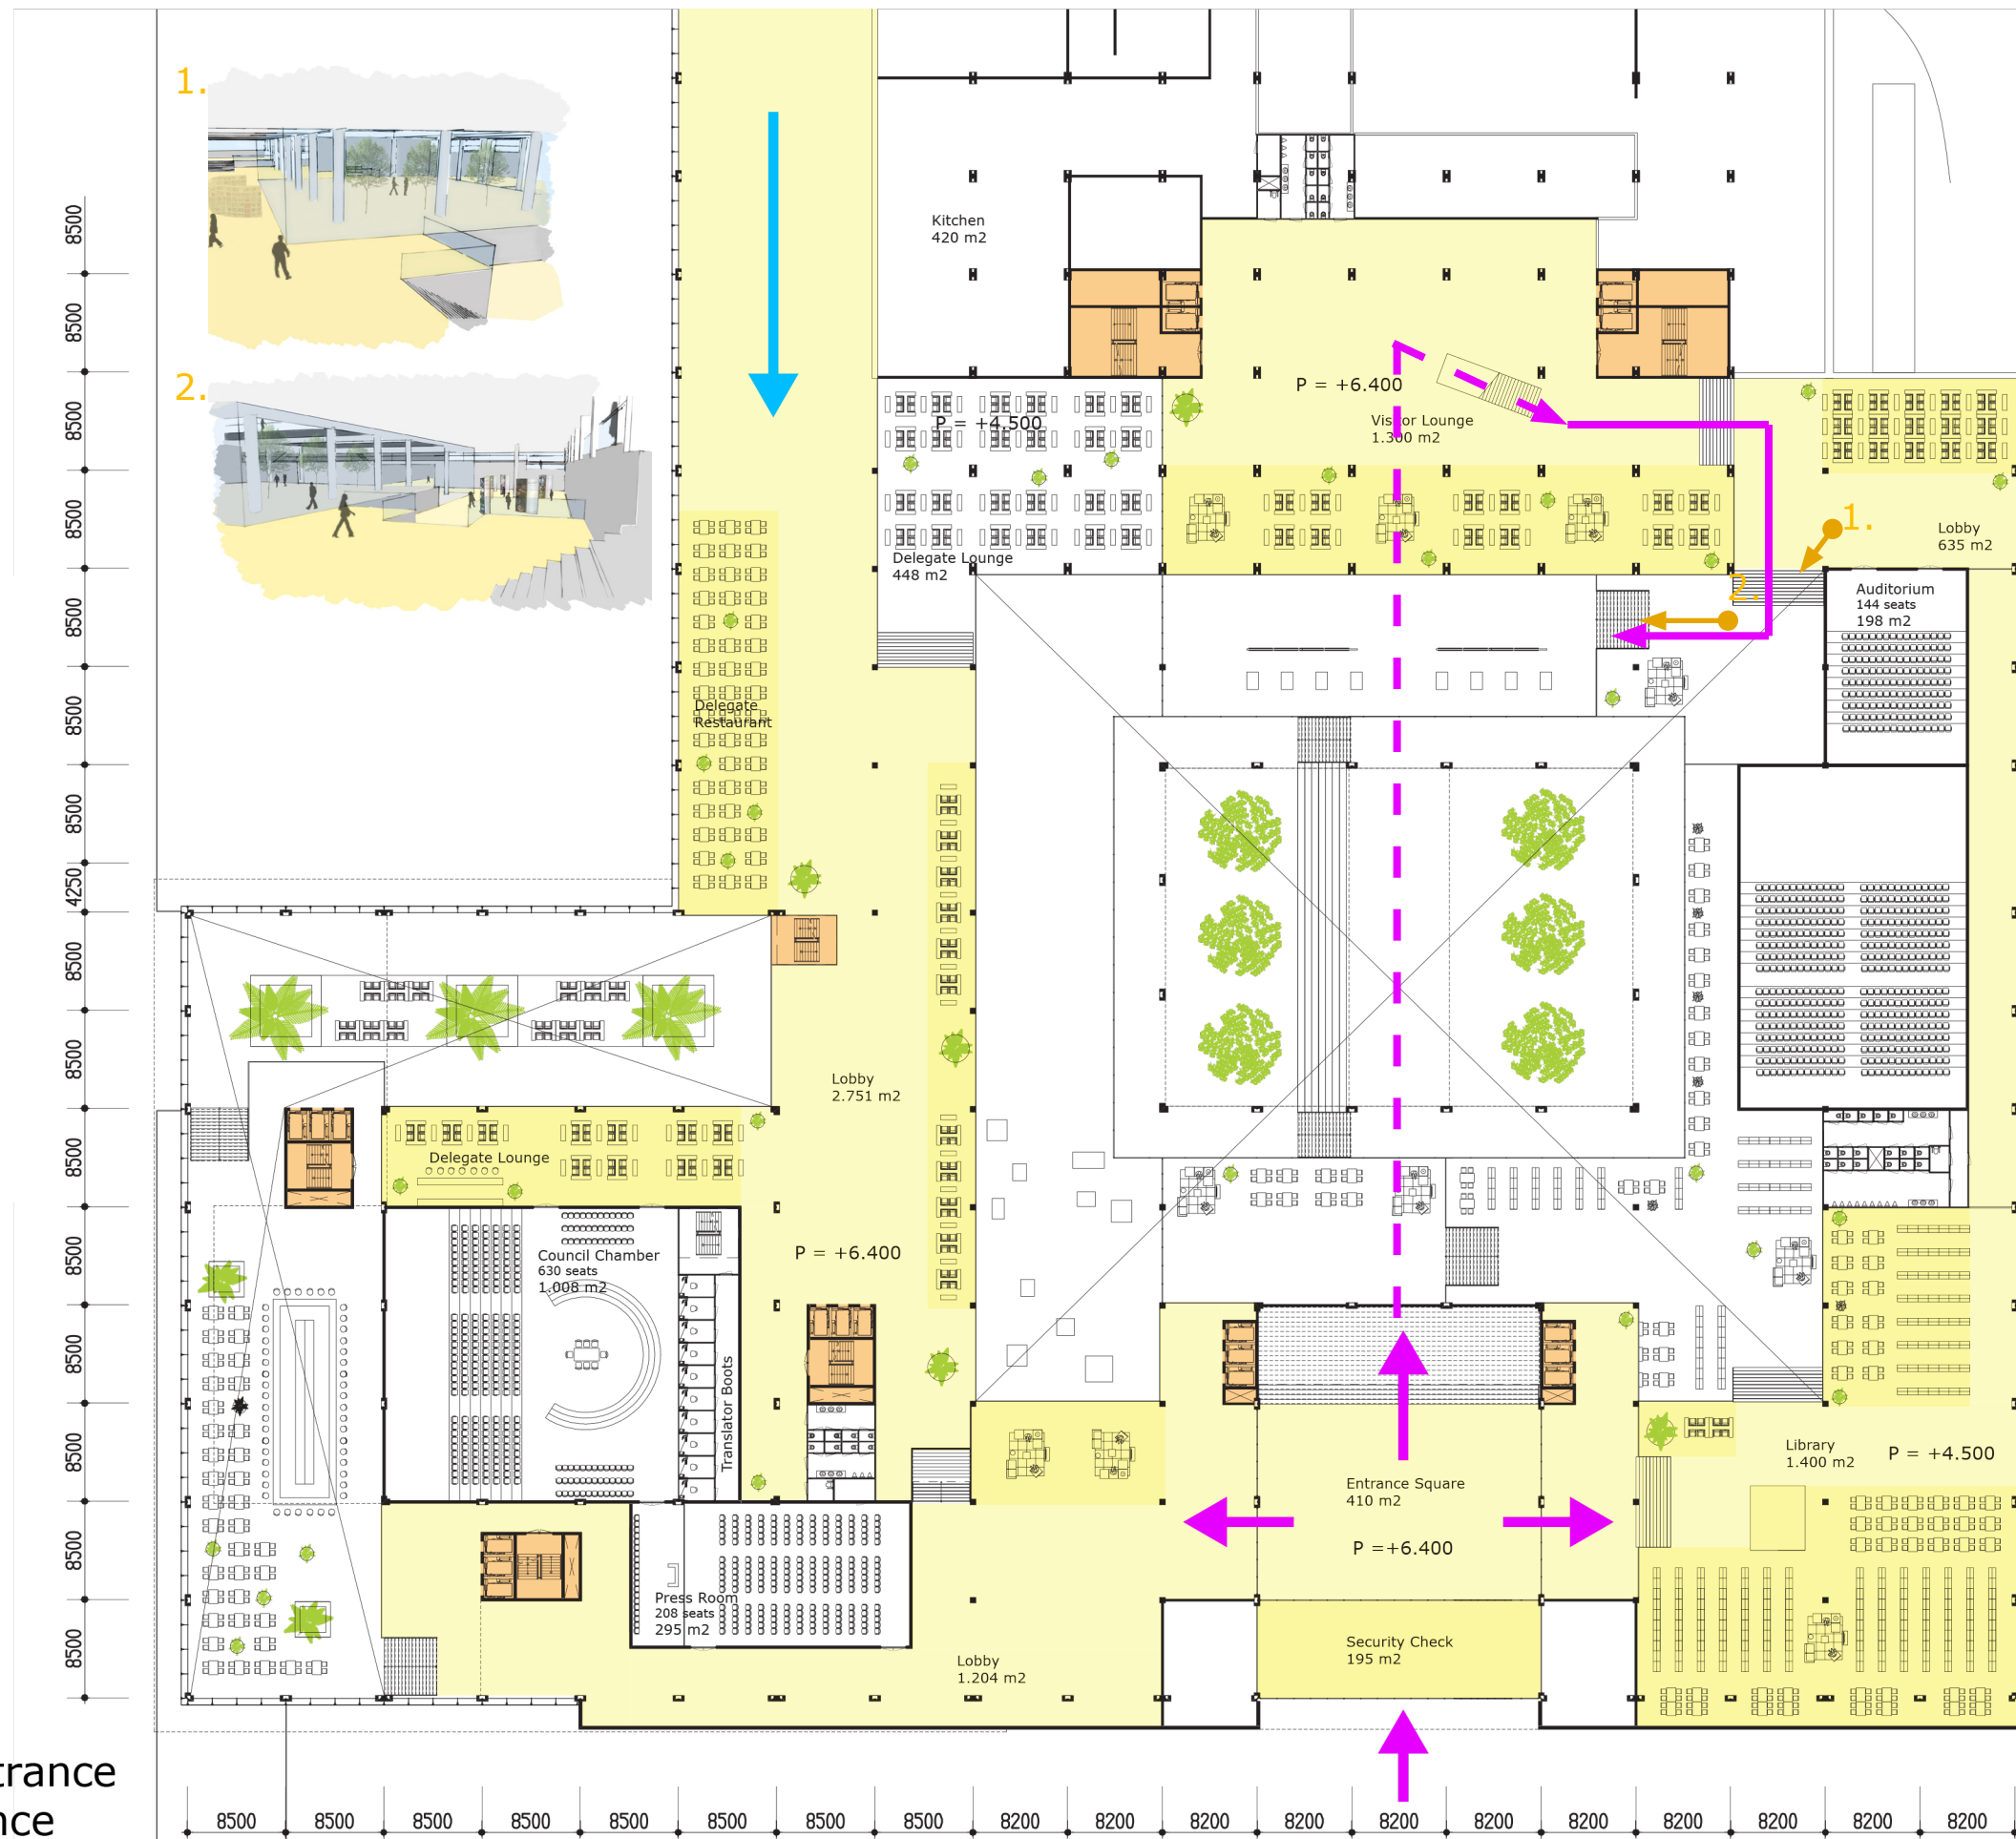 1.
2.
8500
8500
8500
8500
8500
8500
8500
4250
8500
8500
8500
8500
8500
8500
8500
8500
Kitchen
420 m2
P = +4.500
Delegate Lounge
448 m2
P = +6.400
Visitor Lounge
1.300 m2
1.
2.
Lobby
635 m2
Auditorium
144 seats
198 m2
Delegate
Restaurant
Lobby
2.751 m2
Delegate Lounge
Council Chamber
630 seats
1.008 m2
Translator Boots
P = +6.400
Entrance Square
410 m2
P =+6.400
Library
1.400 m2
P = +4.500
Press Room
208 seats
295 m2
Security Check
195 m2
Lobby
1.204 m2
trance
nce
8500 8500 8500 8500 8500 8500 8500 8500 8200 8200 8200 8200 8200 8200 8200 8200 8200 8200 8200